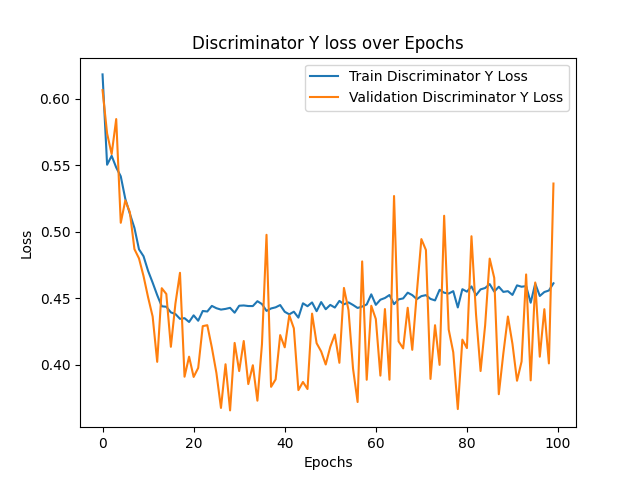 Discriminator Y loss over Epochs
Train Discriminator Y Loss
Validation Discriminator Y Loss
0.60
0.55
0.50
0.45
0.40
Loss
0 20 40 60 80 100
Epochs